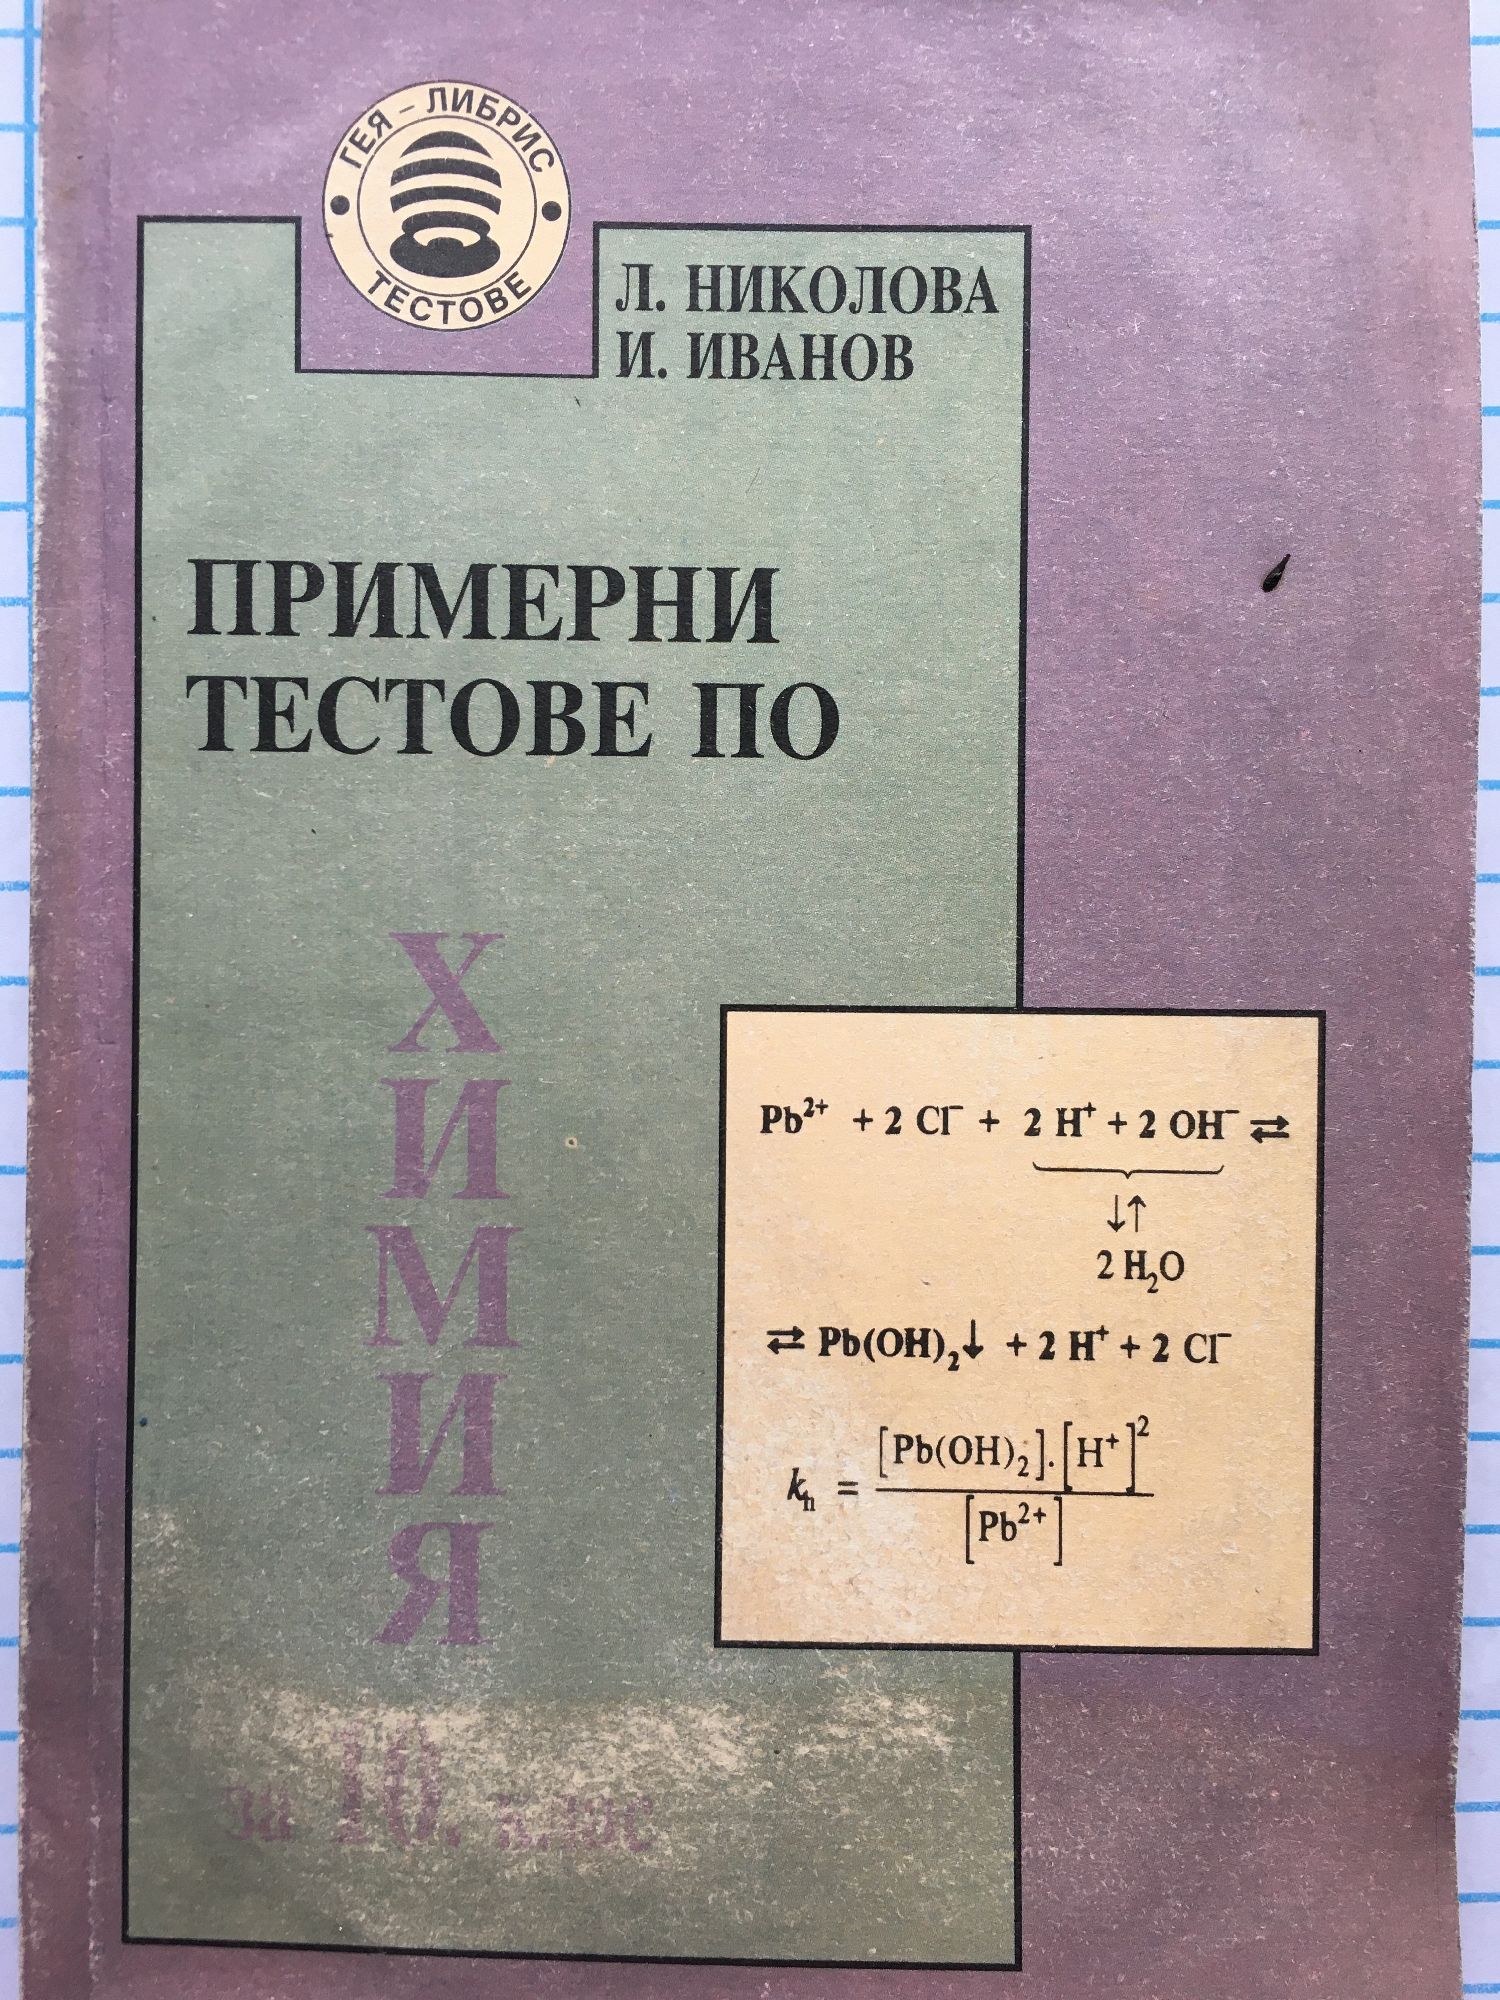 ГЕЯ – ЛИБРИС
ТЕСТОВЕ
Л. НИКОЛОВА
И. ИВАНОВ
ПРИМЕРНИ
ТЕСТОВЕ ПО
ХИМИЯ
за 10. клас
Pb²⁺ + 2 Cl⁻ + 2 H⁺ + 2 OH⁻ ⇄
↓↑
2 H₂O
⇄ Pb(OH)₂↓ + 2 H⁺ + 2 Cl⁻
kₕ = [Pb(OH)₂].[H⁺]²
[Pb²⁺]